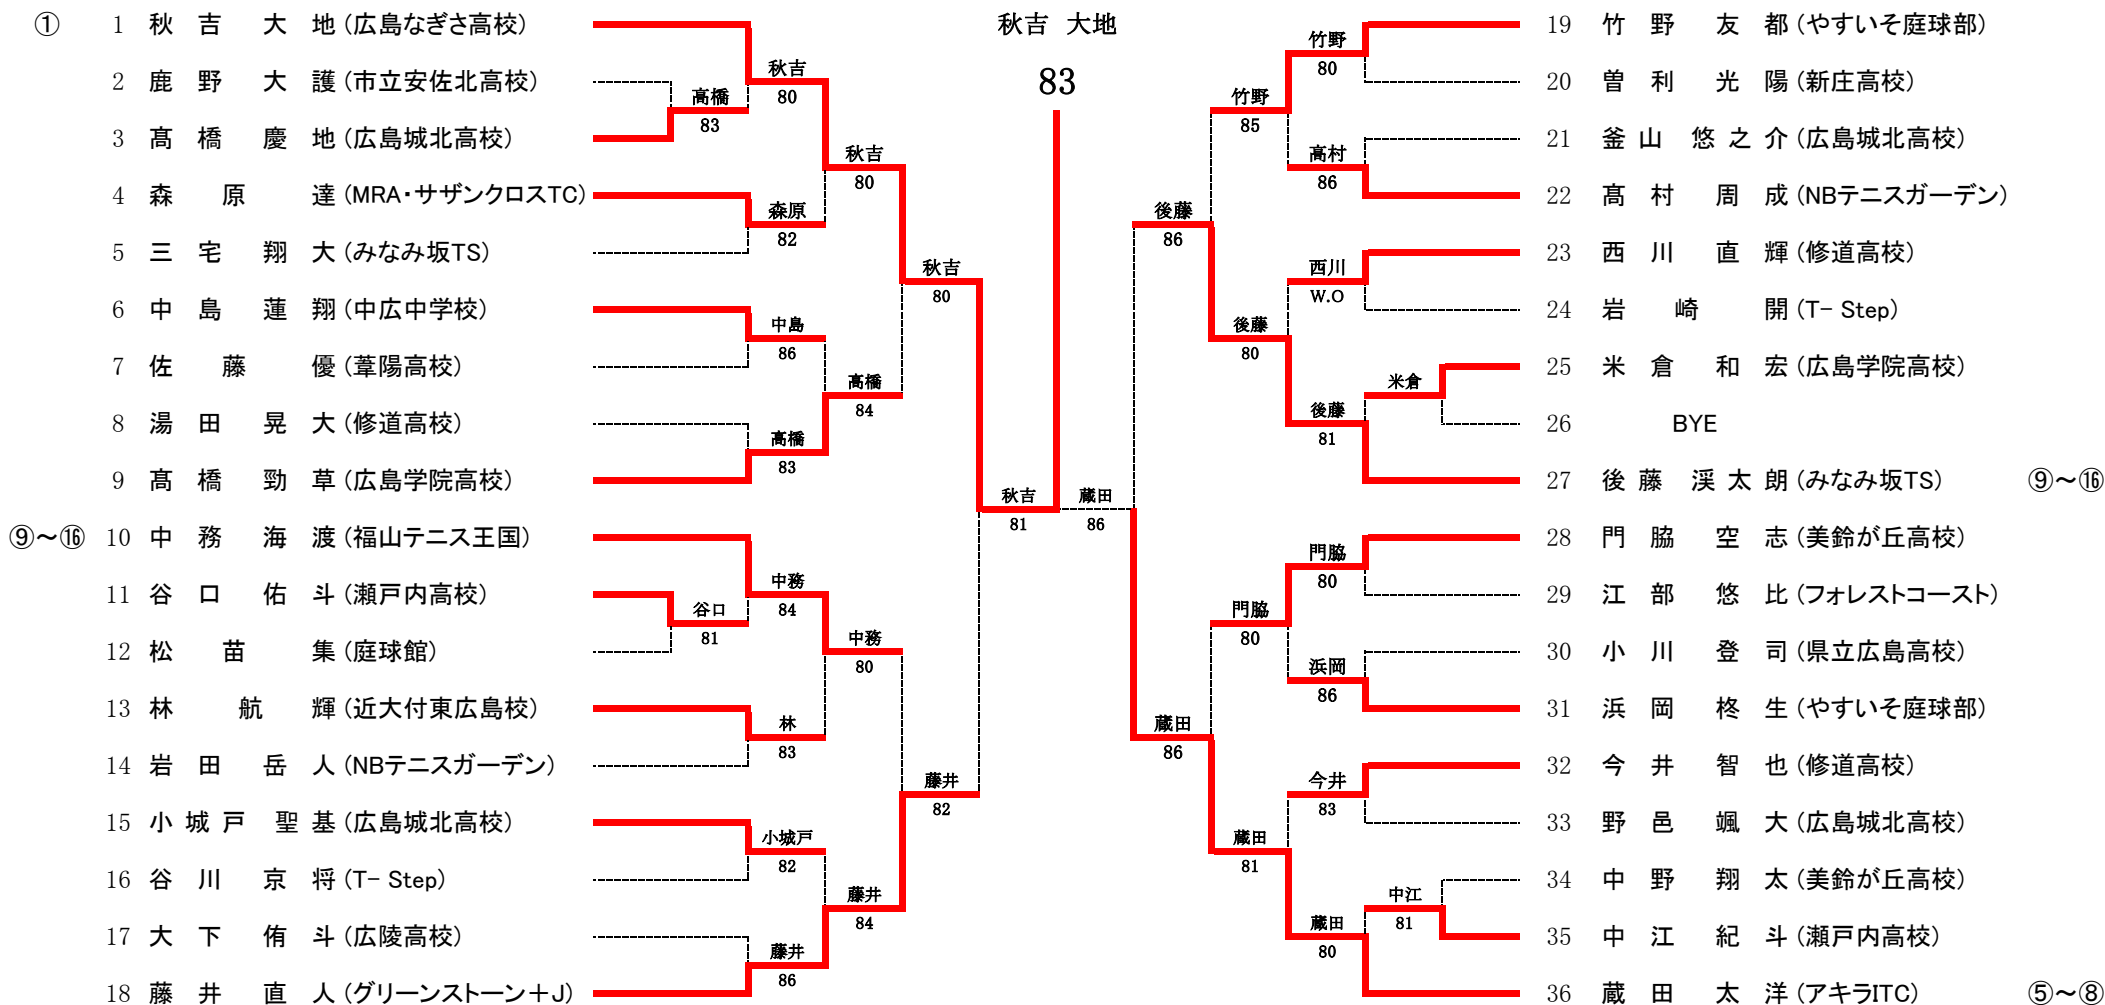 ① 1 秋吉 大地 (広島なぎさ高校)
2 鹿野 大護 (市立安佐北高校)
3 髙橋 慶地 (広島城北高校)
4 森原 達 (MRA・サザンクロスTC)
5 三宅 翔大 (みなみ坂TS)
6 中島 蓮翔 (中広中学校)
7 佐藤 優 (葦陽高校)
8 湯田 晃大 (修道高校)
9 髙橋 勁草 (広島学院高校)
⑨～⑯ 10 中務 海渡 (福山テニス王国)
11 谷口 佑斗 (瀬戸内高校)
12 松苗 集 (庭球館)
13 林 航輝 (近大付東広島校)
14 岩田 岳人 (NBテニスガーデン)
15 小城戸 聖基 (広島城北高校)
16 谷川 京将 (T- Step)
17 大下 侑斗 (広陵高校)
18 藤井 直人 (グリーンストーン＋J)
高橋
83
谷口
81
秋吉
80
森原
82
中島
86
高橋
83
中務
84
林
83
小城戸
82
藤井
86
秋吉
80
高橋
84
中務
80
藤井
84
秋吉
80
藤井
82
秋吉
81
秋吉 大地
83
蔵田
86
後藤
86
蔵田
86
竹野
85
後藤
80
門脇
80
蔵田
81
竹野
80
高村
86
西川
W.O
後藤
81
門脇
80
浜岡
86
今井
83
蔵田
80
米倉
中江
81
19 竹野 友都 (やすいそ庭球部)
20 曽利 光陽 (新庄高校)
21 釜山 悠之介 (広島城北高校)
22 髙村 周成 (NBテニスガーデン)
23 西川 直輝 (修道高校)
24 岩崎 開 (T- Step)
25 米倉 和宏 (広島学院高校)
26 BYE
27 後藤 渓太朗 (みなみ坂TS) ⑨～⑯
28 門脇 空志 (美鈴が丘高校)
29 江部 悠比 (フォレストコースト)
30 小川 登司 (県立広島高校)
31 浜岡 柊生 (やすいそ庭球部)
32 今井 智也 (修道高校)
33 野邑 颯大 (広島城北高校)
34 中野 翔太 (美鈴が丘高校)
35 中江 紀斗 (瀬戸内高校)
36 蔵田 太洋 (アキラITC) ⑤～⑧